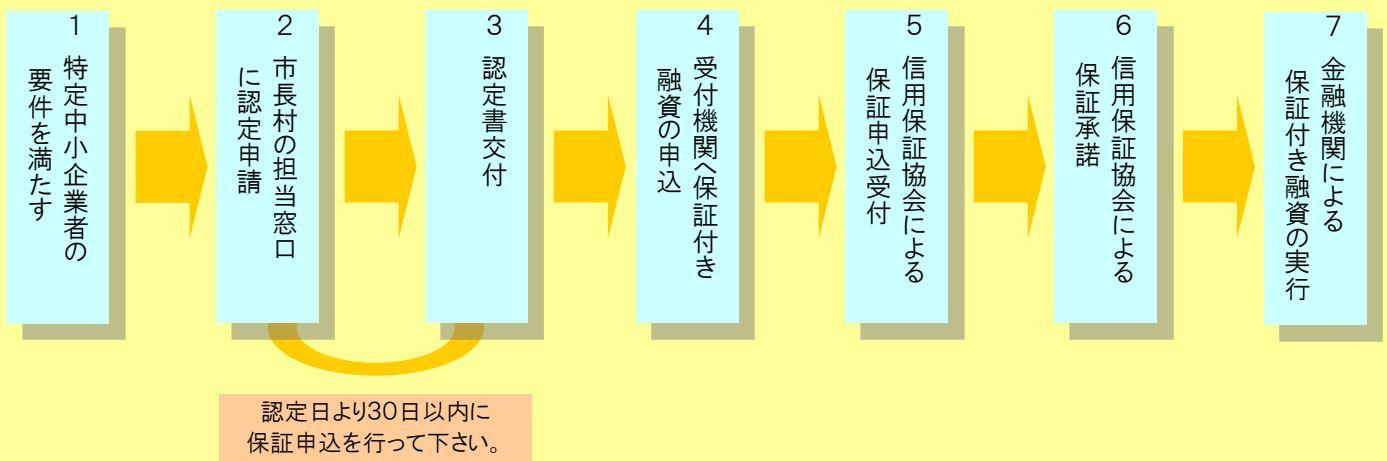 1
特定中小企業者の
要件を満たす
2
市長村の担当窓口
に認定申請
3
認定書交付
4
受付機関へ保証付き
融資の申込
5
信用保証協会による
保証申込受付
6
信用保証協会による
保証承諾
7
金融機関による
保証付き融資の実行
認定日より30日以内に
保証申込を行って下さい。